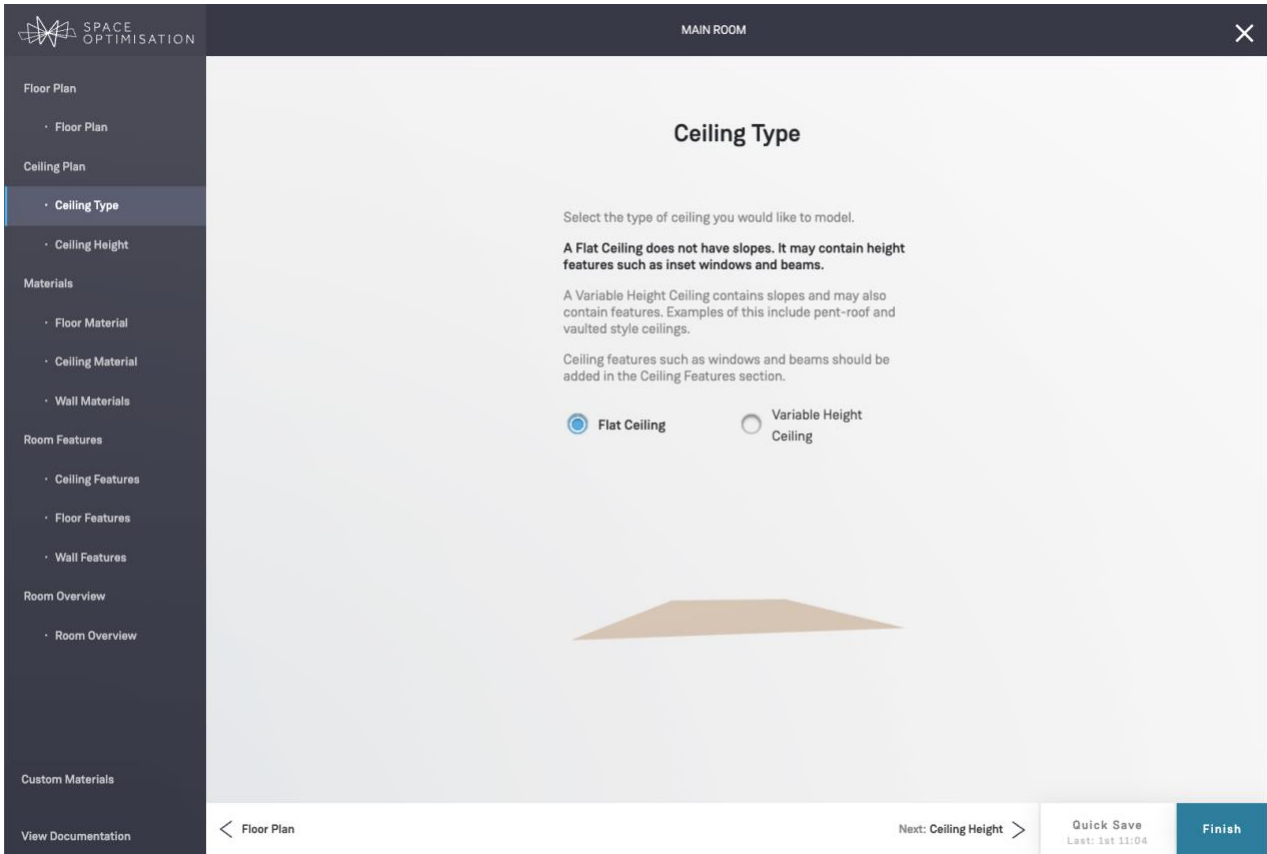 SPACE
OPTIMISATION
MAIN ROOM
Floor Plan
· Floor Plan
Ceiling Plan
· Ceiling Type
· Ceiling Height
Materials
· Floor Material
· Ceiling Material
· Wall Materials
Room Features
· Ceiling Features
· Floor Features
· Wall Features
Room Overview
· Room Overview
Custom Materials
View Documentation
Ceiling Type
Select the type of ceiling you would like to model.
A Flat Ceiling does not have slopes. It may contain height
features such as inset windows and beams.
A Variable Height Ceiling contains slopes and may also
contain features. Examples of this include pent-roof and
vaulted style ceilings.
Ceiling features such as windows and beams should be
added in the Ceiling Features section.
Flat Ceiling
Variable Height
Ceiling
Floor Plan
Next: Ceiling Height
Quick Save
Last: 1st 11:04
Finish